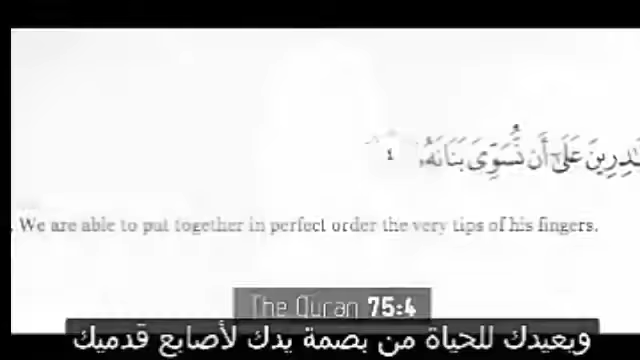 ـٰدِرِينَ عَلَىٰٓ أَن نُّسَوِّىَ بَنَانَهُۥ ٤
. We are able to put together in perfect order the very tips of his fingers.
The Quran 75:4
ويعيدك للحياة من بصمة يدك لأصابع قدميك